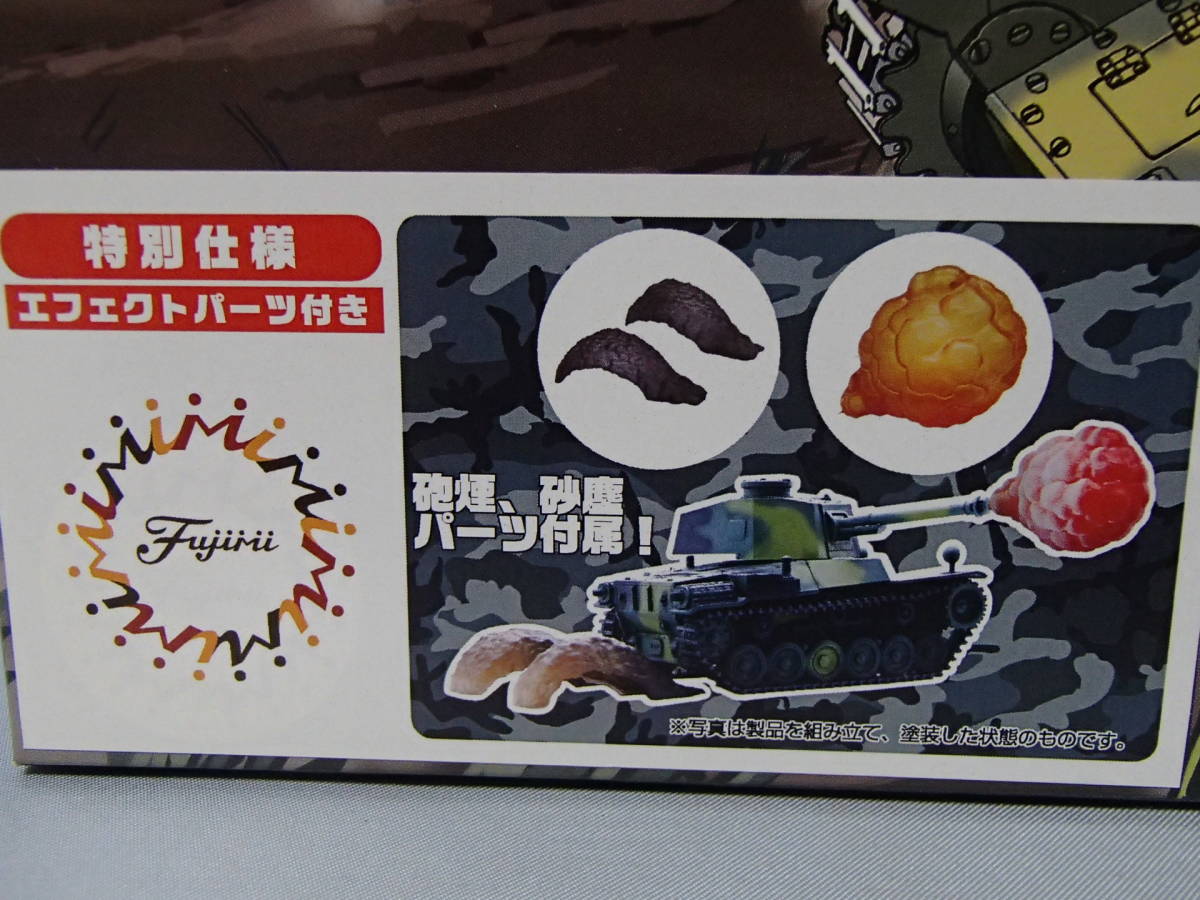 特別仕様
エフェクトパーツ付き
Fujimi
砲煙、砂塵
パーツ付属！
※写真は製品を組み立て、塗装した状態のものです。